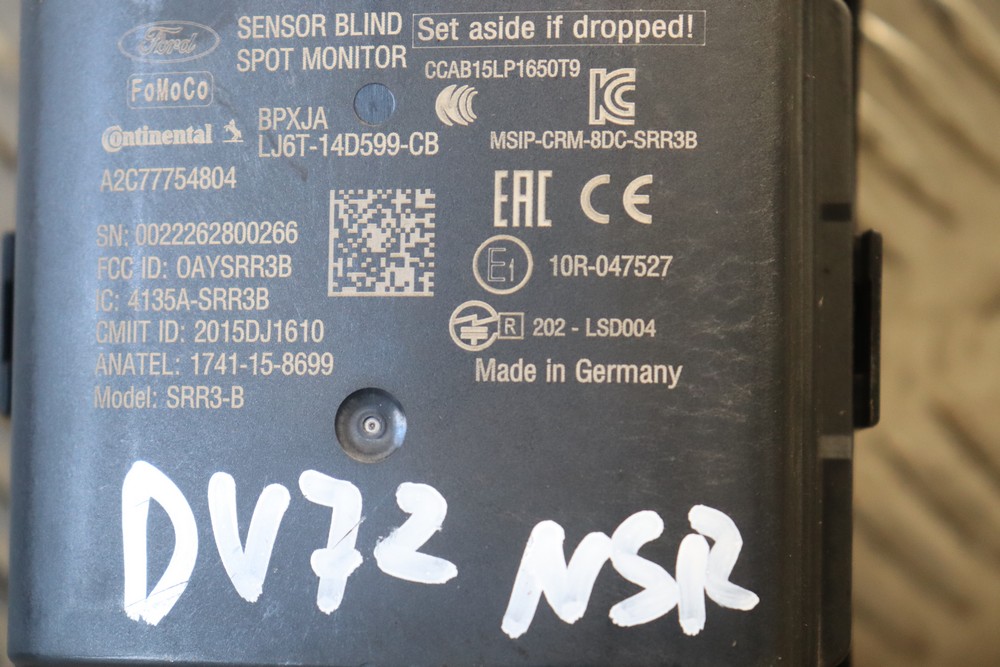 Ford
SENSOR BLIND
SPOT MONITOR
Set aside if dropped!
FoMoCo
CCAB15LP1650T9
Continental
BPXJA
LJ6T-14D599-CB
MSIP-CRM-8DC-SRR3B
A2C77754804
EAC CE
SN: 0022262800266
FCC ID: OAYSRR3B
E1 10R-047527
IC: 4135A-SRR3B
CMIIT ID: 2015DJ1610
R 202 - LSD004
ANATEL: 1741-15-8699
Made in Germany
Model: SRR3-B
DV72 NSR